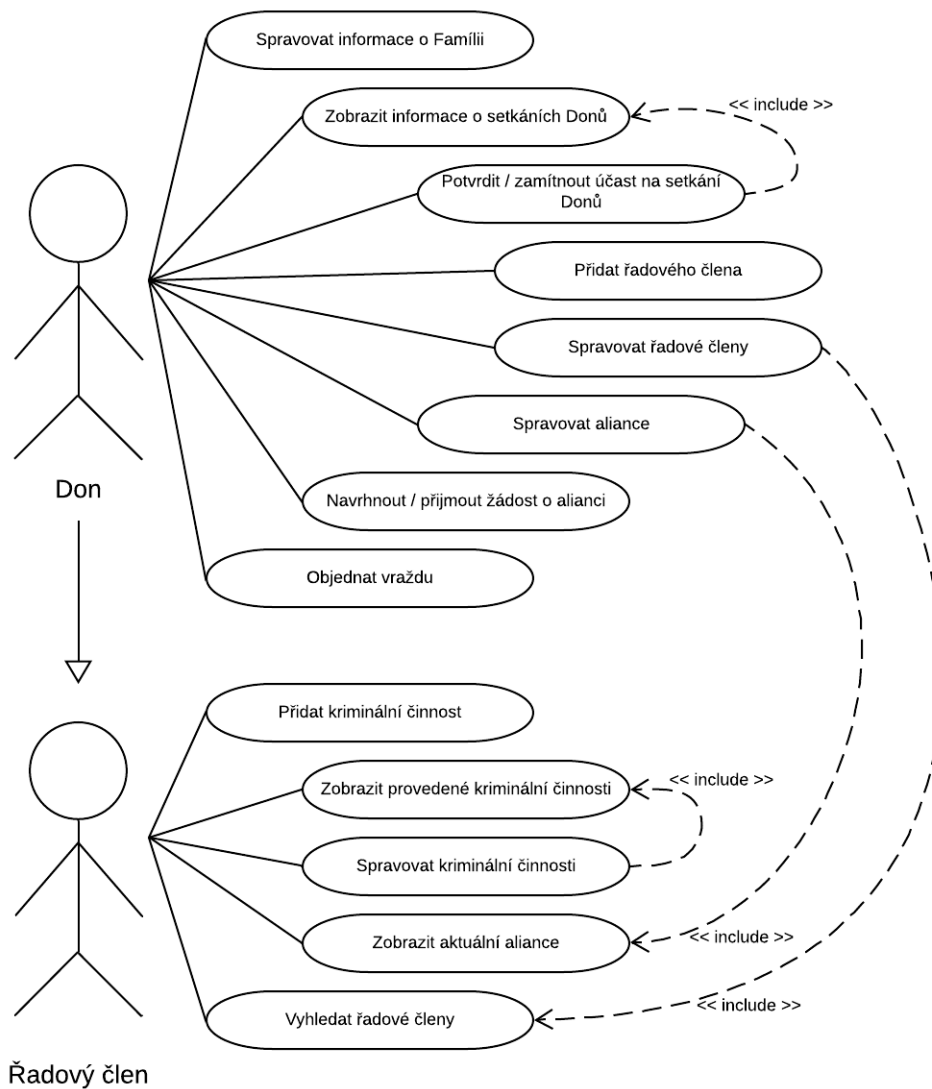 Spravovat informace o Famílii
Zobrazit informace o setkáních Donů
<< include >>
Potvrdit / zamítnout účast na setkání
Donů
Přidat řadového člena
Spravovat řadové členy
Spravovat aliance
Don
Navrhnout / přijmout žádost o alianci
Objednat vraždu
Přidat kriminální činnost
Zobrazit provedené kriminální činnosti
<< include >>
Spravovat kriminální činnosti
Zobrazit aktuální aliance
<< include >>
Vyhledat řadové členy
<< include >>
Řadový člen